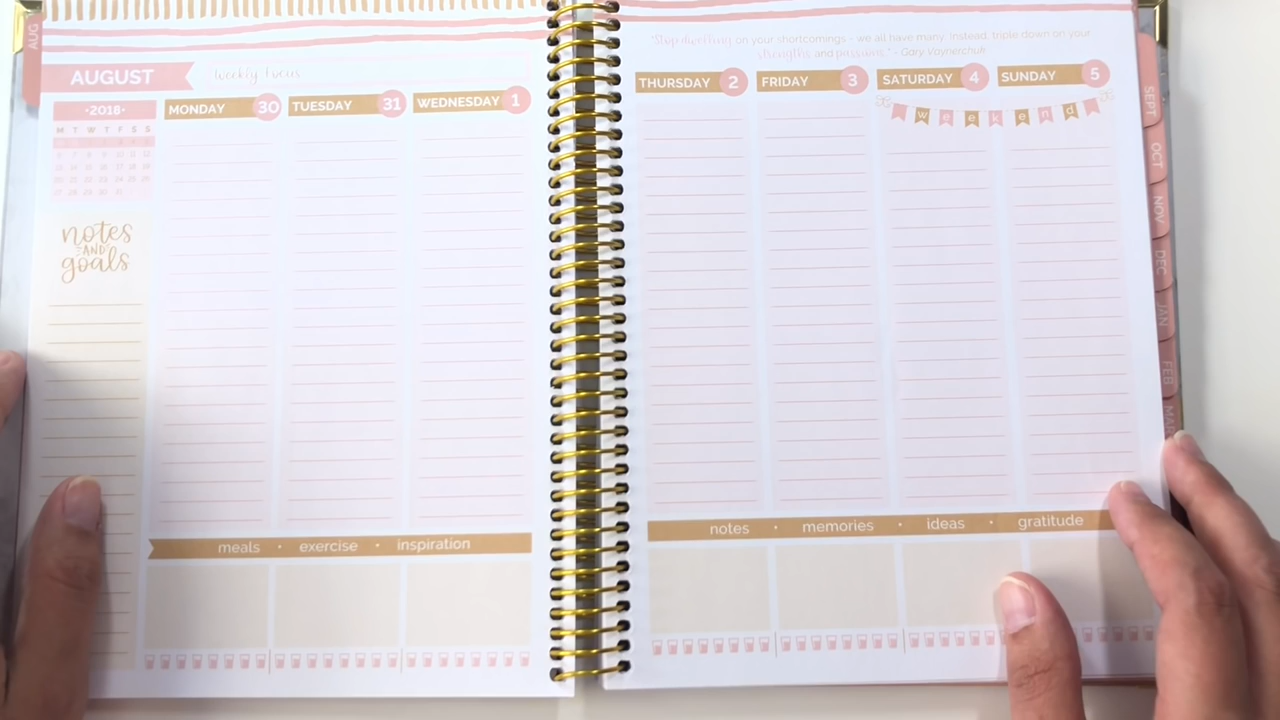 AUG
AUGUST
Weekly Focus
•2018•
M T W T F S S
MONDAY 30
TUESDAY 31
WEDNESDAY 1
notes
AND
goals
meals • exercise • inspiration
"Stop dwelling on your shortcomings - we all have many. Instead, triple down on your
strengths and passions." - Gary Vaynerchuk
THURSDAY 2
FRIDAY 3
SATURDAY 4
SUNDAY 5
weekend
notes • memories • ideas • gratitude
SEPT
OCT
NOV
DEC
JAN
FEB
MAR